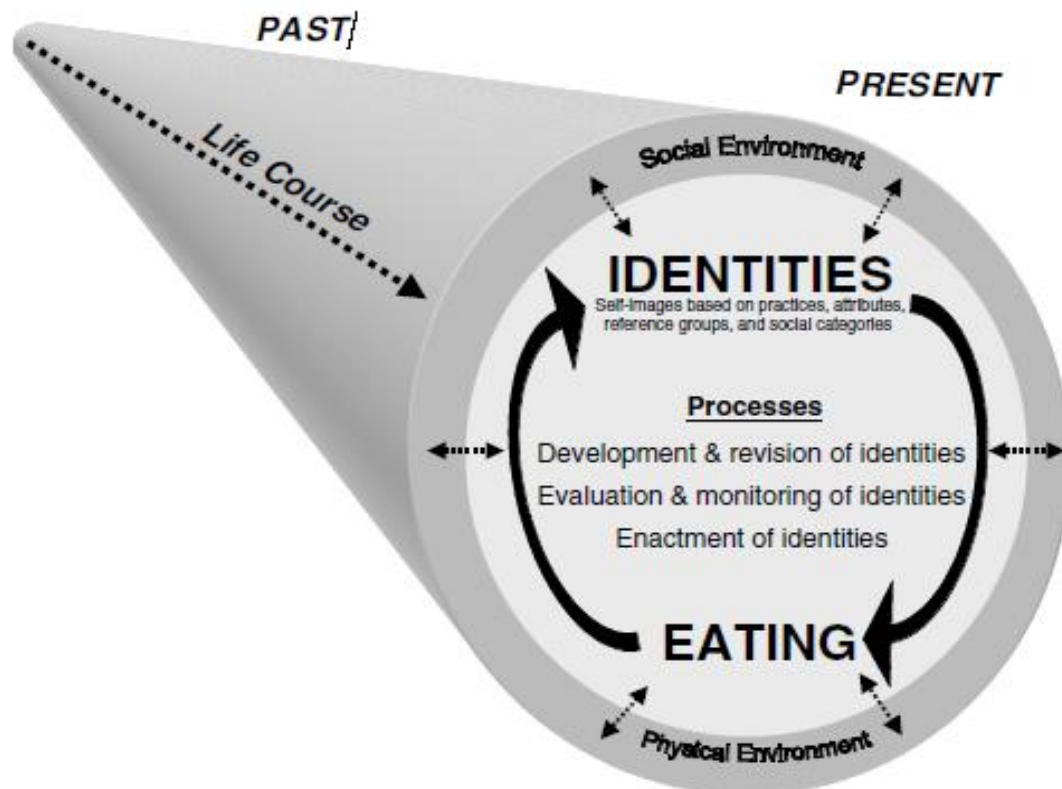 PAST
PRESENT
Life Course
Social Environment
IDENTITIES
Self-images based on practices, attributes,
reference groups, and social categories
Processes
Development & revision of identities
Evaluation & monitoring of identities
Enactment of identities
EATING
Physical Environment